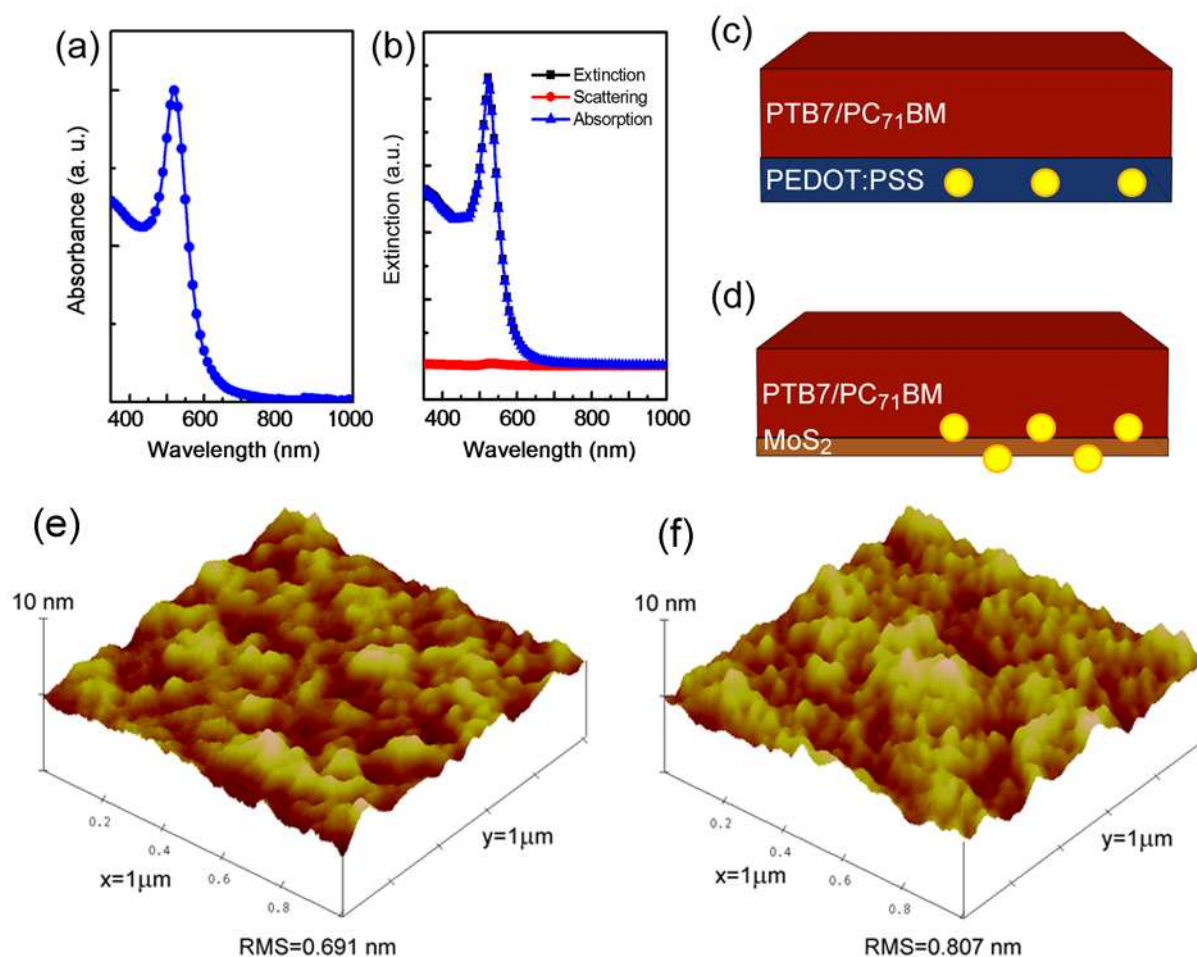 (a)
Absorbance (a. u.)
400 600 800 1000
Wavelength (nm)
(b)
Extinction
Scattering
Absorption
Extinction (a.u.)
400 600 800 1000
Wavelength (nm)
(c)
PTB7/PC₇₁BM
PEDOT:PSS
(d)
PTB7/PC₇₁BM
MoS₂
(e)
10 nm
0.2
0.4
0.6
0.8
x=1μm
y=1μm
RMS=0.691 nm
(f)
10 nm
0.2
0.4
0.6
0.8
x=1μm
y=1μm
RMS=0.807 nm